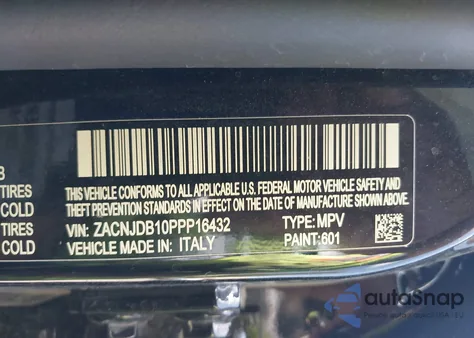 B
TIRES
COLD
TIRES
COLD
THIS VEHICLE CONFORMS TO ALL APPLICABLE U.S. FEDERAL MOTOR VEHICLE SAFETY AND
THEFT PREVENTION STANDARDS IN EFFECT ON THE DATE OF MANUFACTURE SHOWN ABOVE.
VIN: ZACNJDB10PPP16432 TYPE: MPV
VEHICLE MADE IN: ITALY PAINT: 601
autoSnap